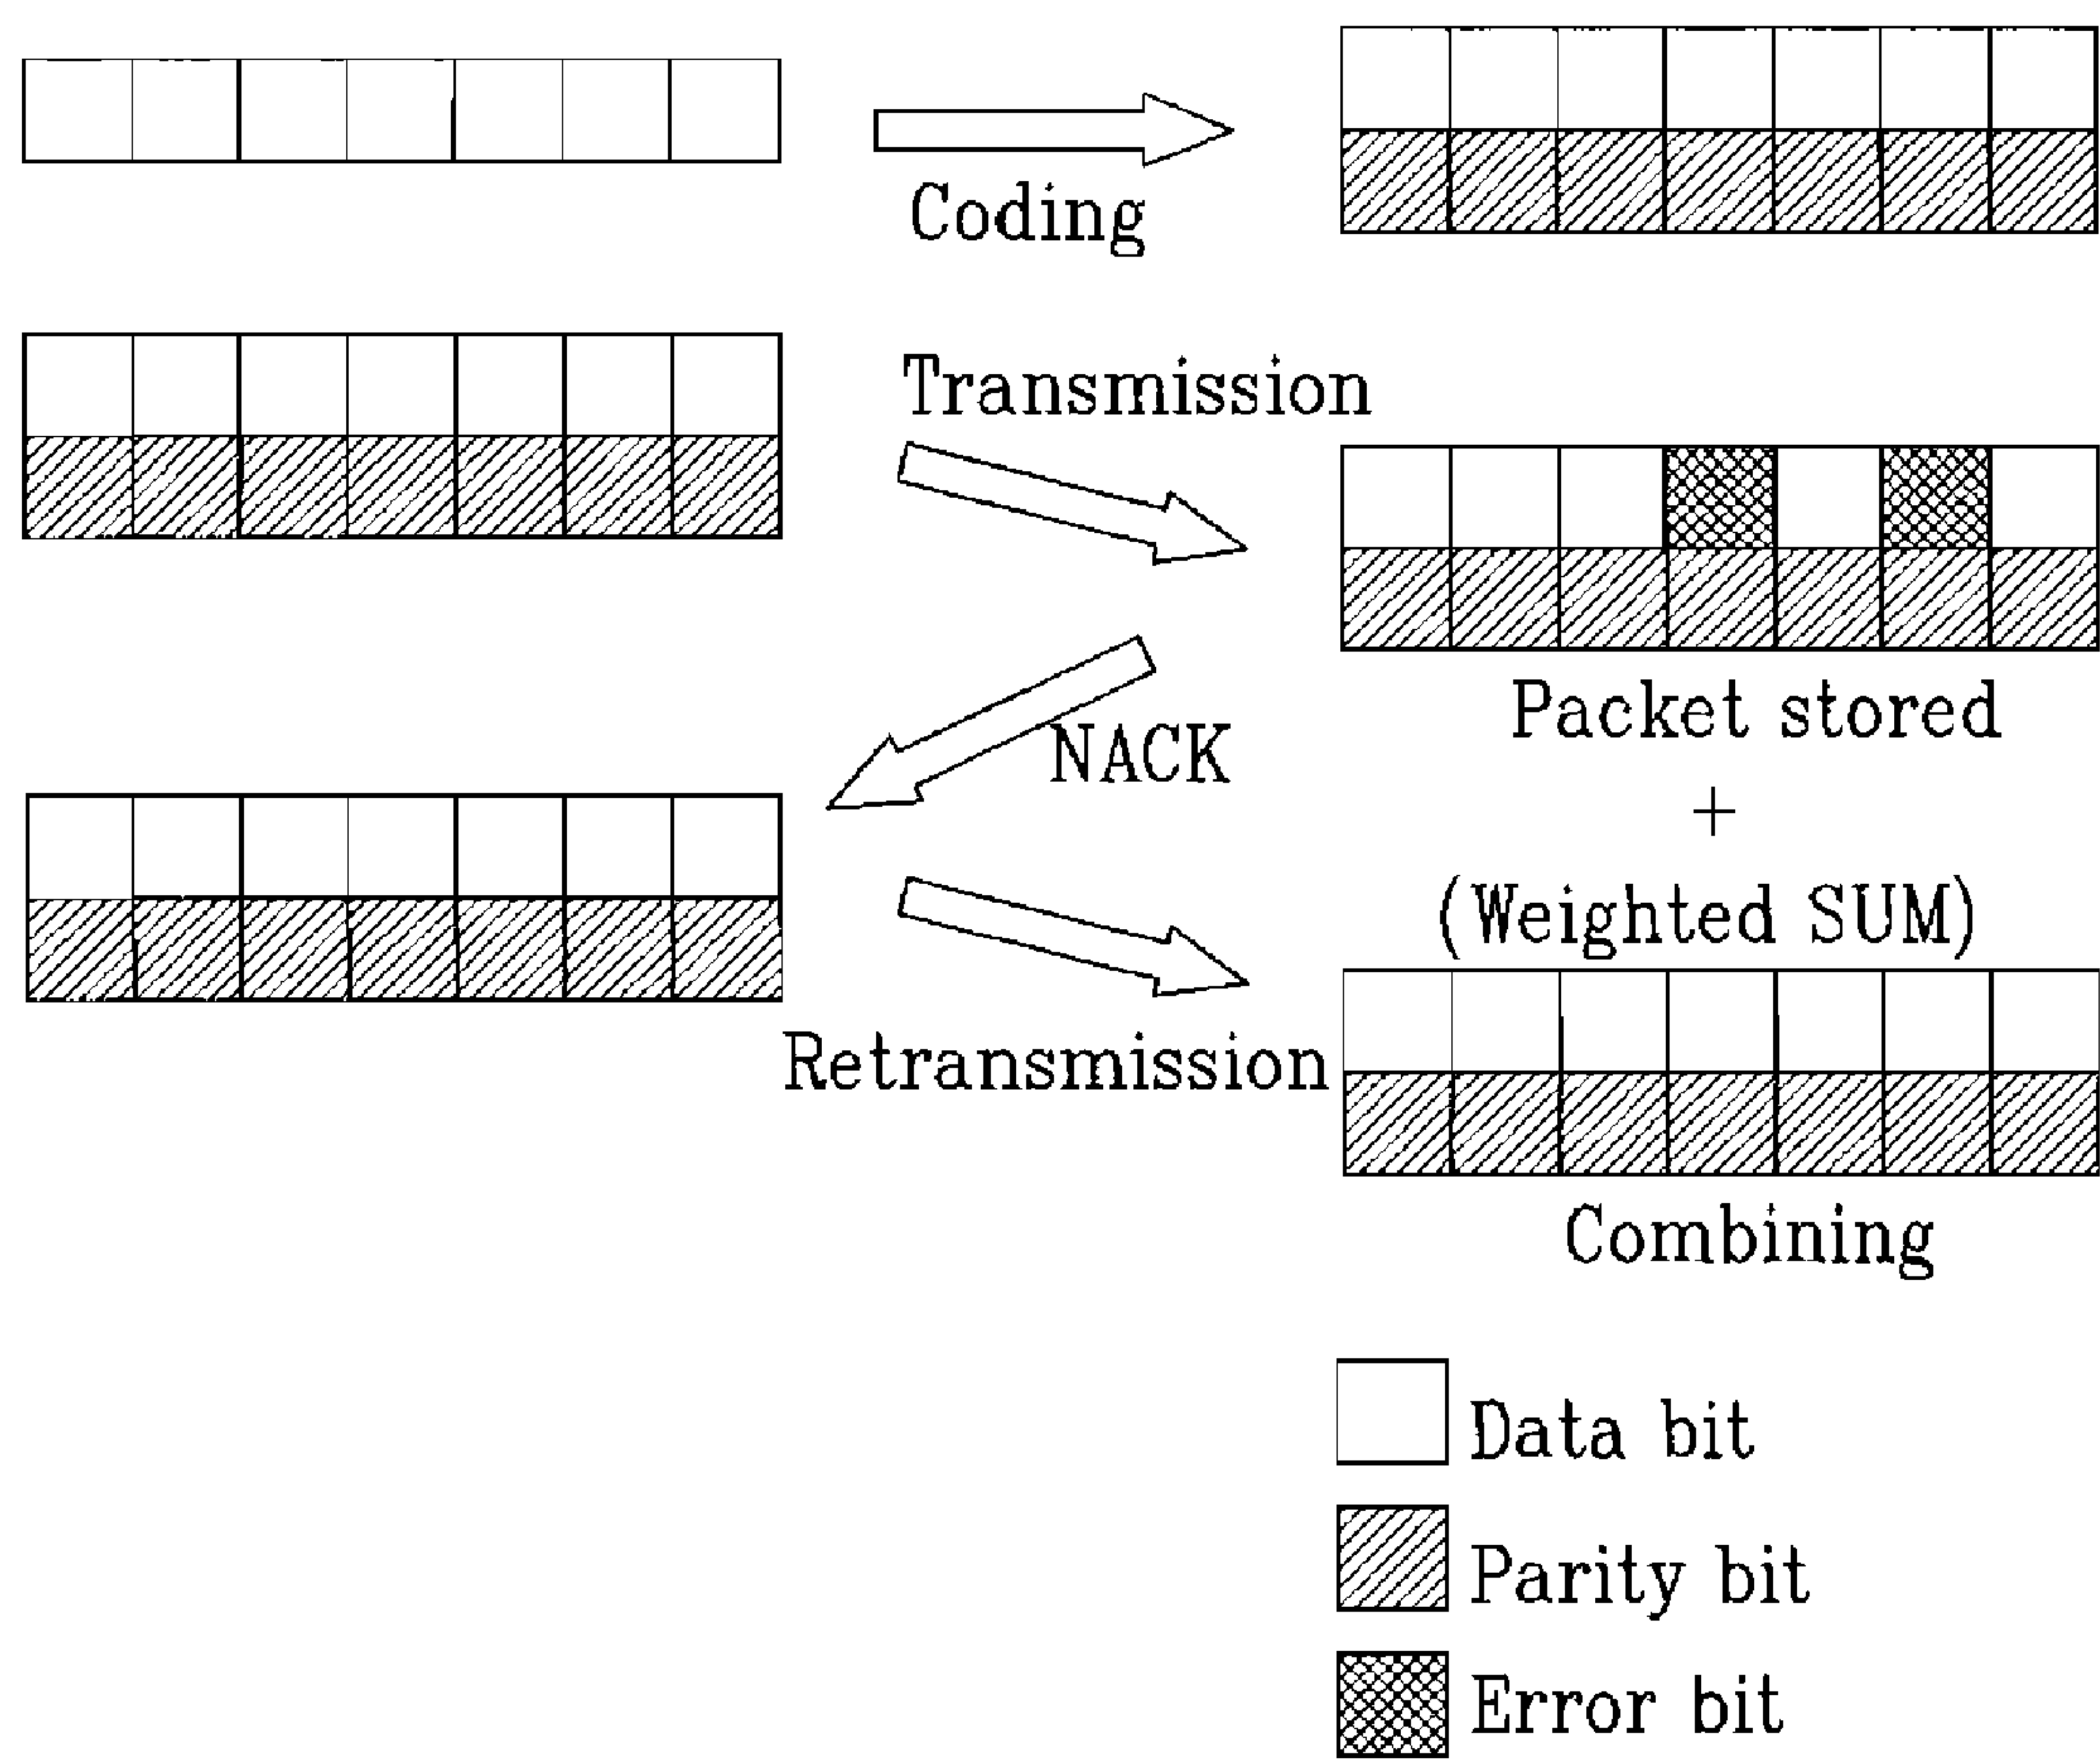 Coding
Transmission
Packet stored
NACK
+
(Weighted SUM)
Retransmission
Combining
Data bit
Parity bit
Error bit